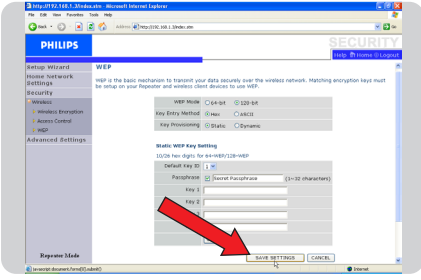 http://192.168.1.3/index.stm - Microsoft Internet Explorer
File Edit View Favorites Tools Help
Back
Address http://192.168.1.3/index.stm
Go
PHILIPS
SECURITY
Help Home Logout
Setup Wizard
Home Network Settings
Security
Wireless
Wireless Encryption
Access Control
WEP
Advanced Settings
Repeater Mode
WEP
WEP is the basic mechanism to transmit your data securely over the wireless network. Matching encryption keys must
be setup on your Repeater and wireless client devices to use WEP.
WEP Mode 64-bit 128-bit
Key Entry Method Hex ASCII
Key Provisioning Static Dynamic
Static WEP Key Setting
10/26 hex digits for 64-WEP/128-WEP
Default Key ID 1
Passphrase Secret Passphrase (1~32 characters)
Key 1
Key 2
SAVE SETTINGS CANCEL
javascript:document.form[0].submit()
Internet